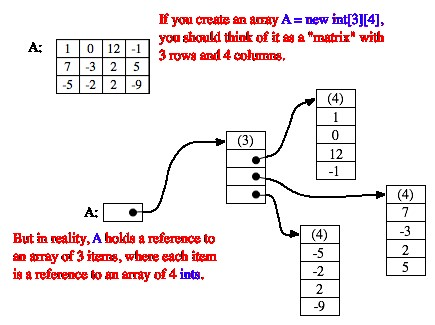 If you create an array A = new int[3][4],
you should think of it as a "matrix" with
3 rows and 4 columns.
A:
1 0 12 -1
7 -3 2 5
-5 -2 2 -9
(4)
1
0
12
-1
(3)
A:
(4)
7
-3
2
5
But in reality, A holds a reference to
an array of 3 items, where each item
is a reference to an array of 4 ints.
(4)
-5
-2
2
-9